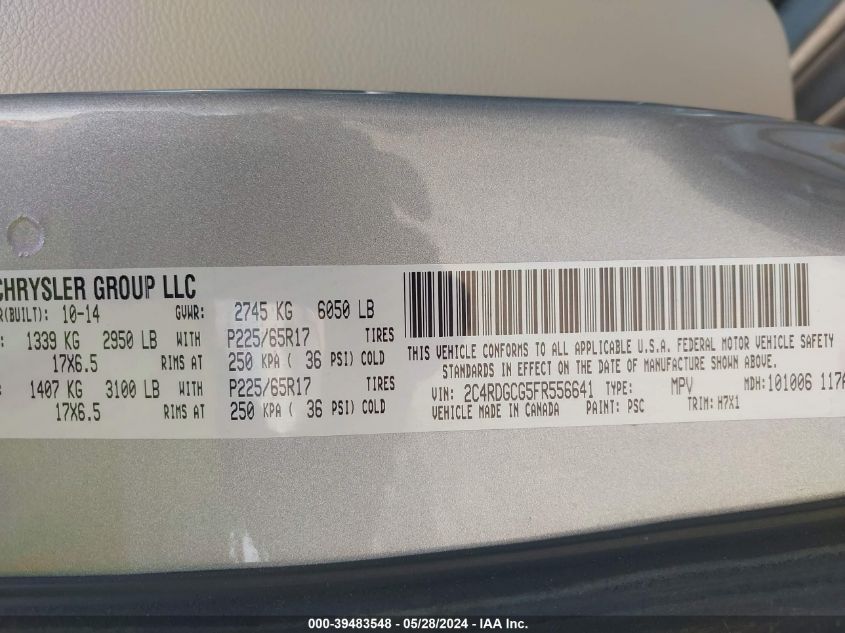 CHRYSLER GROUP LLC
R(BUILT): 10-14 GVWR: 2745 KG 6050 LB
: 1339 KG 2950 LB WITH P225/65R17 TIRES
17X6.5 RIMS AT 250 KPA ( 36 PSI) COLD
: 1407 KG 3100 LB WITH P225/65R17 TIRES
17X6.5 RIMS AT 250 KPA ( 36 PSI) COLD
THIS VEHICLE CONFORMS TO ALL APPLICABLE U.S.A. FEDERAL MOTOR VEHICLE SAFETY
STANDARDS IN EFFECT ON THE DATE OF MANUFACTURE SHOWN ABOVE.
VIN: 2C4RDGCG5FR556641 TYPE: MPV MDH:101006 117A
VEHICLE MADE IN CANADA PAINT: PSC TRIM: H7X1
000-39483548 - 05/28/2024 - IAA Inc.